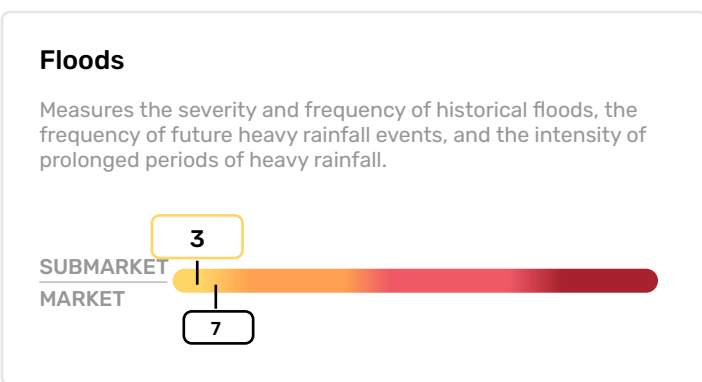 Floods
Measures the severity and frequency of historical floods, the
frequency of future heavy rainfall events, and the intensity of
prolonged periods of heavy rainfall.
3
SUBMARKET
MARKET
7